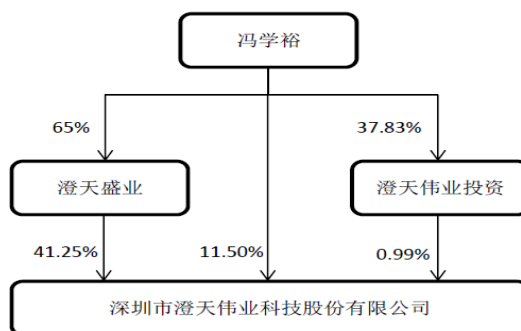 冯学裕
65%
37.83%
澄天盛业
澄天伟业投资
41.25%
11.50%
0.99%
深圳市澄天伟业科技股份有限公司